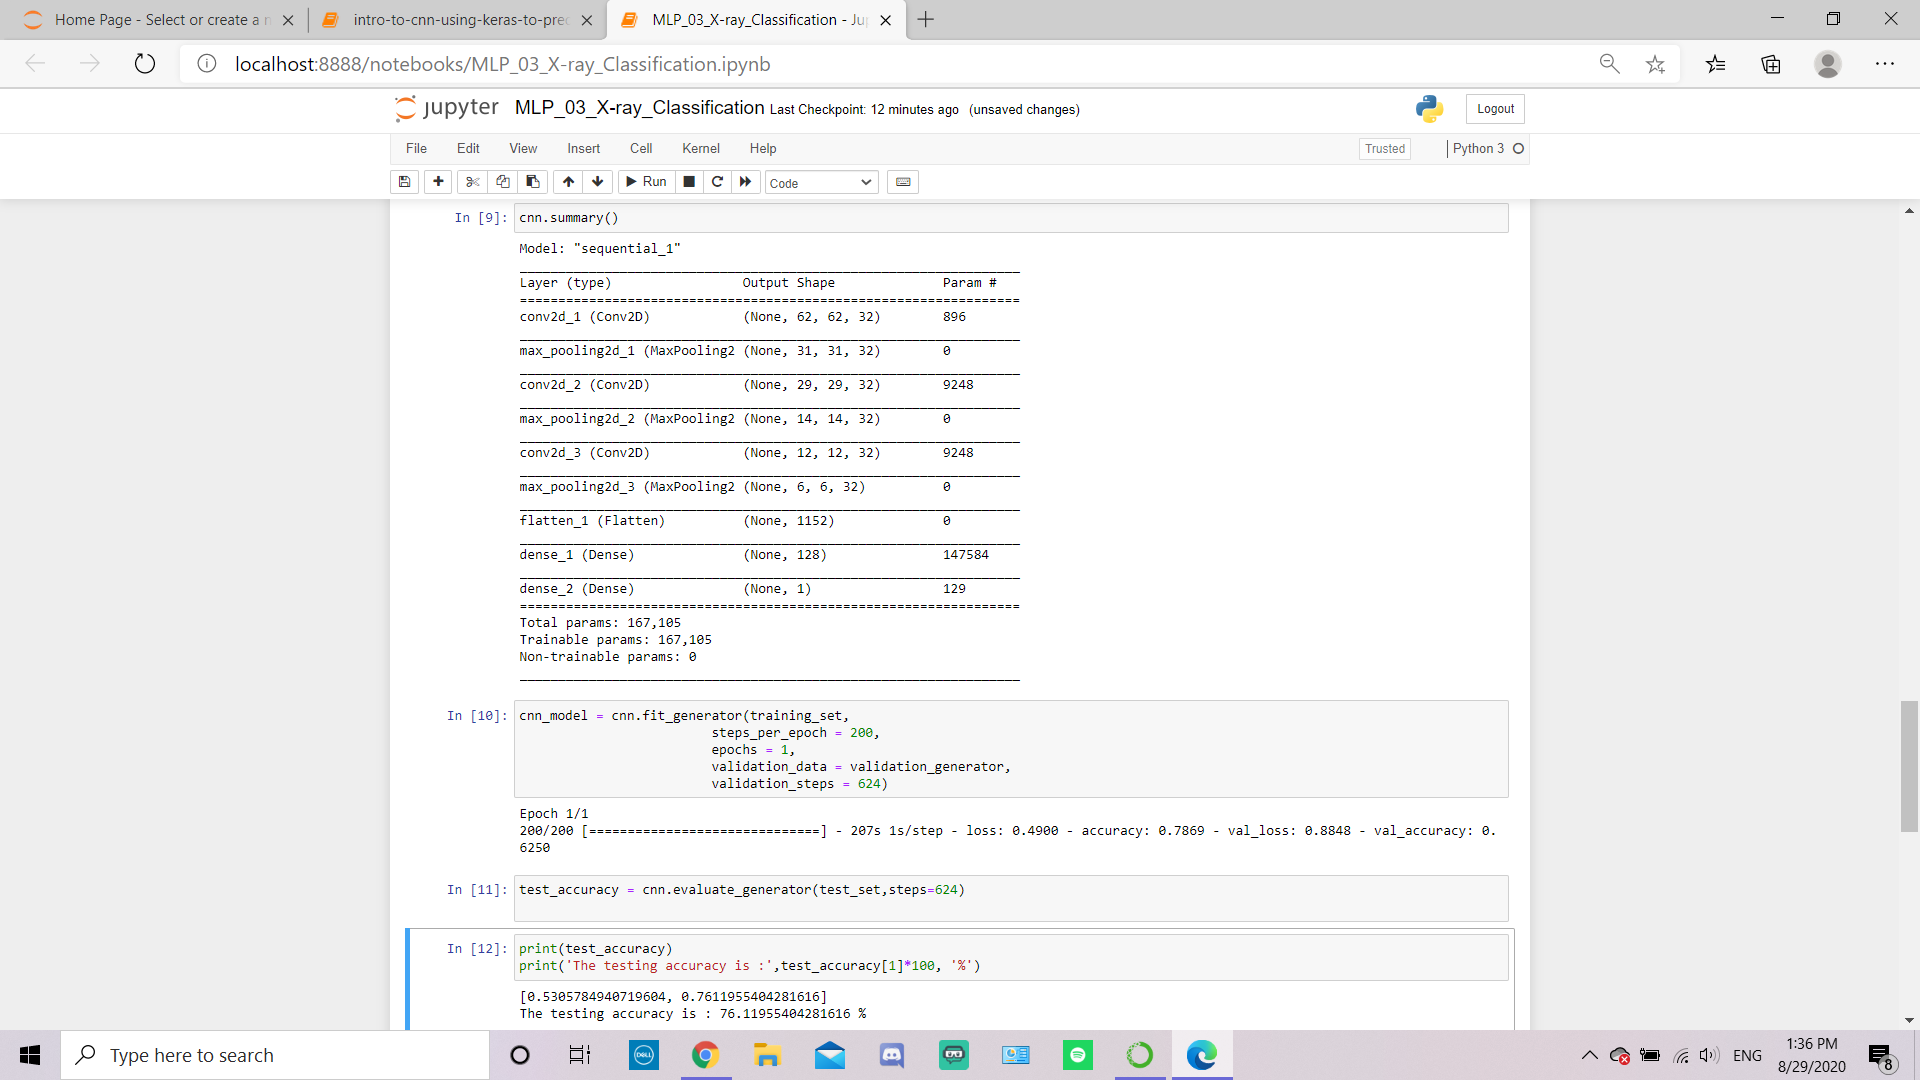 Home Page - Select or create a n
intro-to-cnn-using-keras-to-pred
MLP_03_X-ray_Classification - Ju
localhost:8888/notebooks/MLP_03_X-ray_Classification.ipynb
jupyter MLP_03_X-ray_Classification Last Checkpoint: 12 minutes ago (unsaved changes)
Logout
File Edit View Insert Cell Kernel Help
Trusted
Python 3
Run
Code
In [9]: cnn.summary()
Model: "sequential_1"
Layer (type) Output Shape Param #
=================================================================
conv2d_1 (Conv2D) (None, 62, 62, 32) 896
max_pooling2d_1 (MaxPooling2 (None, 31, 31, 32) 0
conv2d_2 (Conv2D) (None, 29, 29, 32) 9248
max_pooling2d_2 (MaxPooling2 (None, 14, 14, 32) 0
conv2d_3 (Conv2D) (None, 12, 12, 32) 9248
max_pooling2d_3 (MaxPooling2 (None, 6, 6, 32) 0
flatten_1 (Flatten) (None, 1152) 0
dense_1 (Dense) (None, 128) 147584
dense_2 (Dense) (None, 1) 129
=================================================================
Total params: 167,105
Trainable params: 167,105
Non-trainable params: 0
In [10]: cnn_model = cnn.fit_generator(training_set,
steps_per_epoch = 200,
epochs = 1,
validation_data = validation_generator,
validation_steps = 624)
Epoch 1/1
200/200 [==============================] - 207s 1s/step - loss: 0.4900 - accuracy: 0.7869 - val_loss: 0.8848 - val_accuracy: 0.
6250
In [11]: test_accuracy = cnn.evaluate_generator(test_set,steps=624)
In [12]: print(test_accuracy)
print('The testing accuracy is :',test_accuracy[1]*100, '%')
[0.5305784940719604, 0.7611955404281616]
The testing accuracy is : 76.11955404281616 %
Type here to search
DELL
ENG
1:36 PM
8/29/2020
8